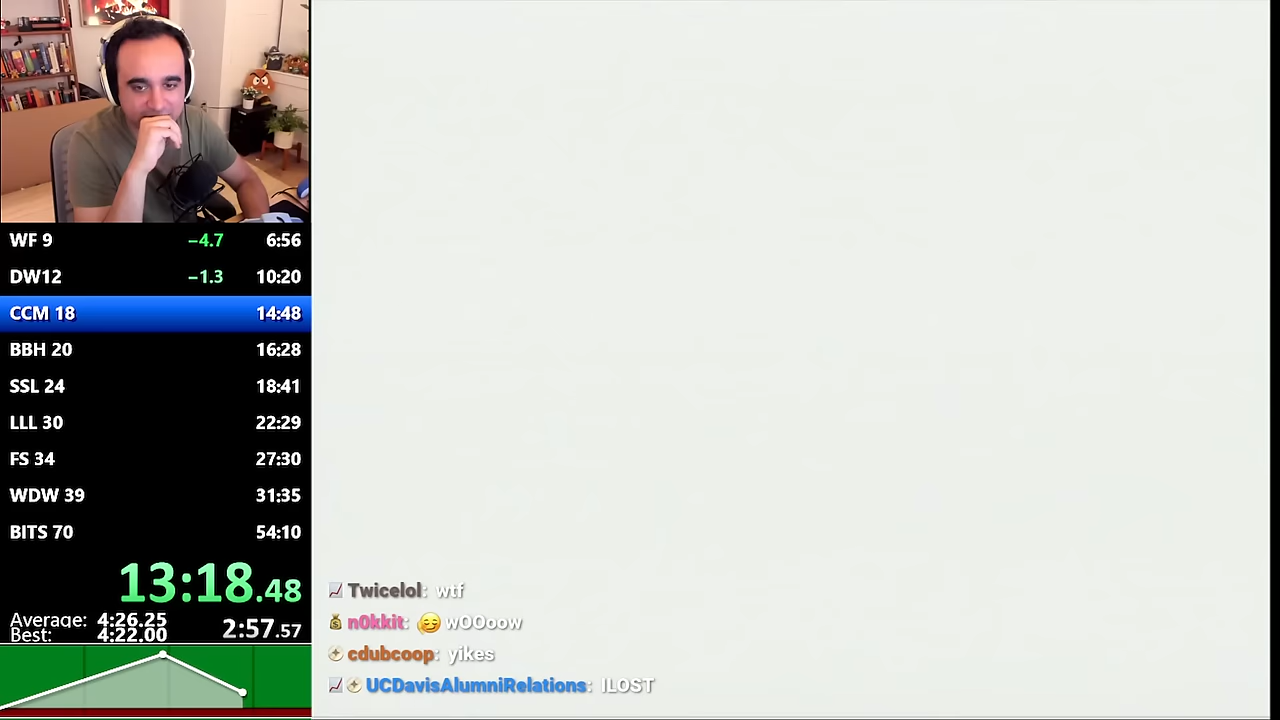 WF 9 −4.7 6:56
DW12 −1.3 10:20
CCM 18 14:48
BBH 20 16:28
SSL 24 18:41
LLL 30 22:29
FS 34 27:30
WDW 39 31:35
BITS 70 54:10
13:18.48
Average: 4:26.25
Best: 4:22.00 2:57.57
Twicelol: wtf
n0kkit: 😏 wOOoow
cdubcoop: yikes
UCDavisAlumniRelations: ILOST